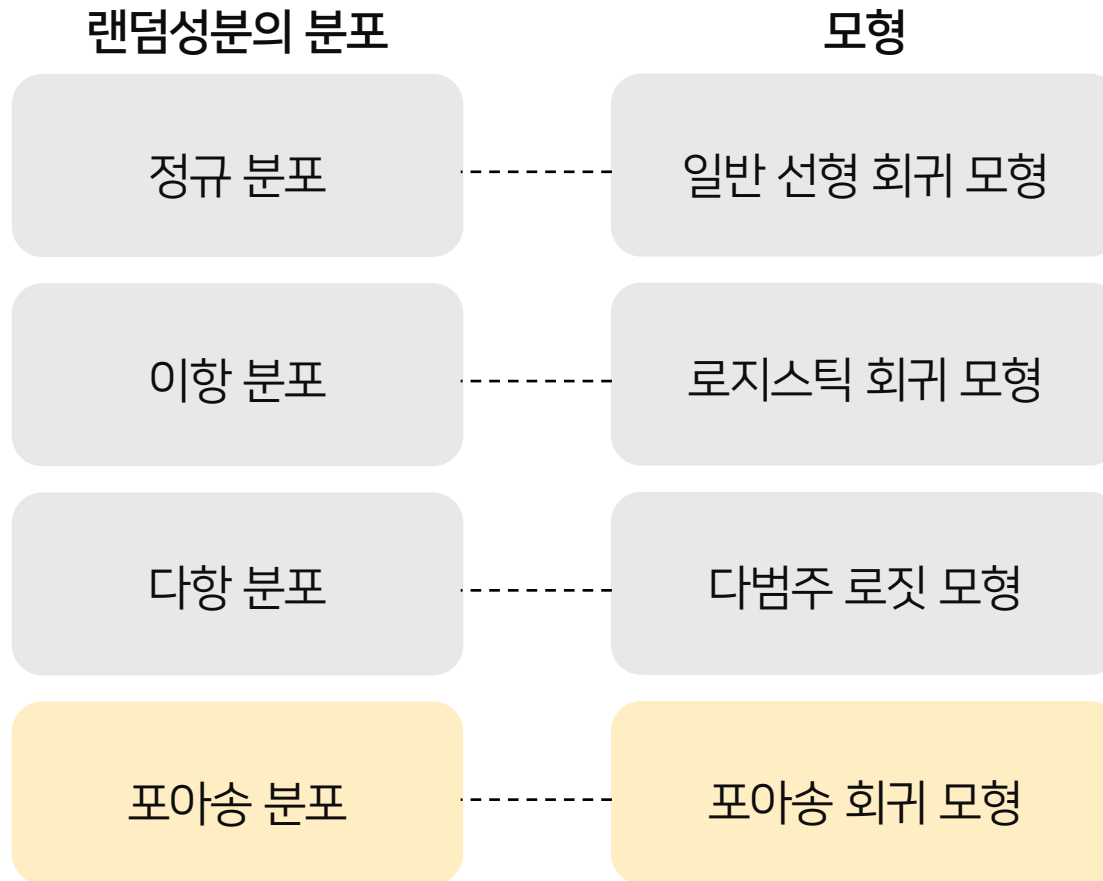 랜덤성분의 분포
모형
정규 분포
일반 선형 회귀 모형
이항 분포
로지스틱 회귀 모형
다항 분포
다범주 로짓 모형
포아송 분포
포아송 회귀 모형